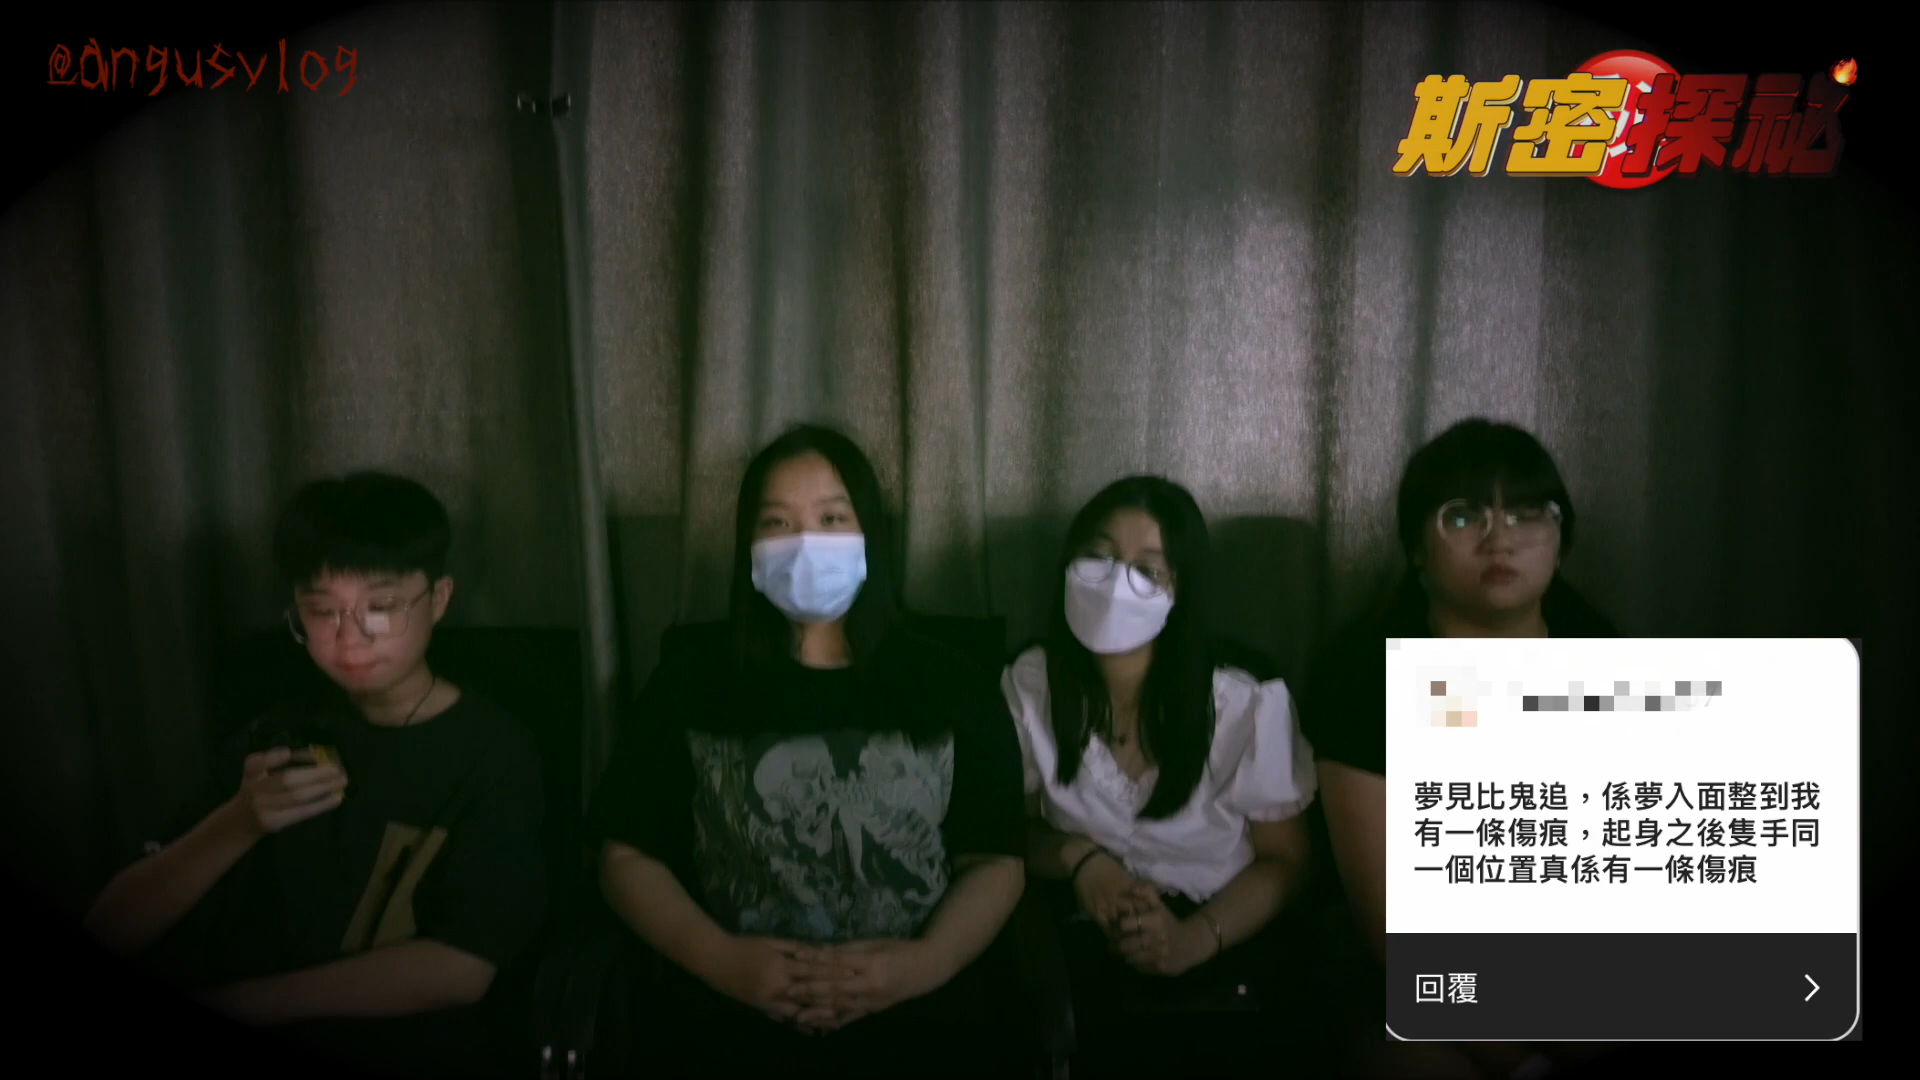 @angusvlog
斯密探祕
夢見比鬼追，係夢入面整到我
有一條傷痕，起身之後隻手同
一個位置真係有一條傷痕
回覆